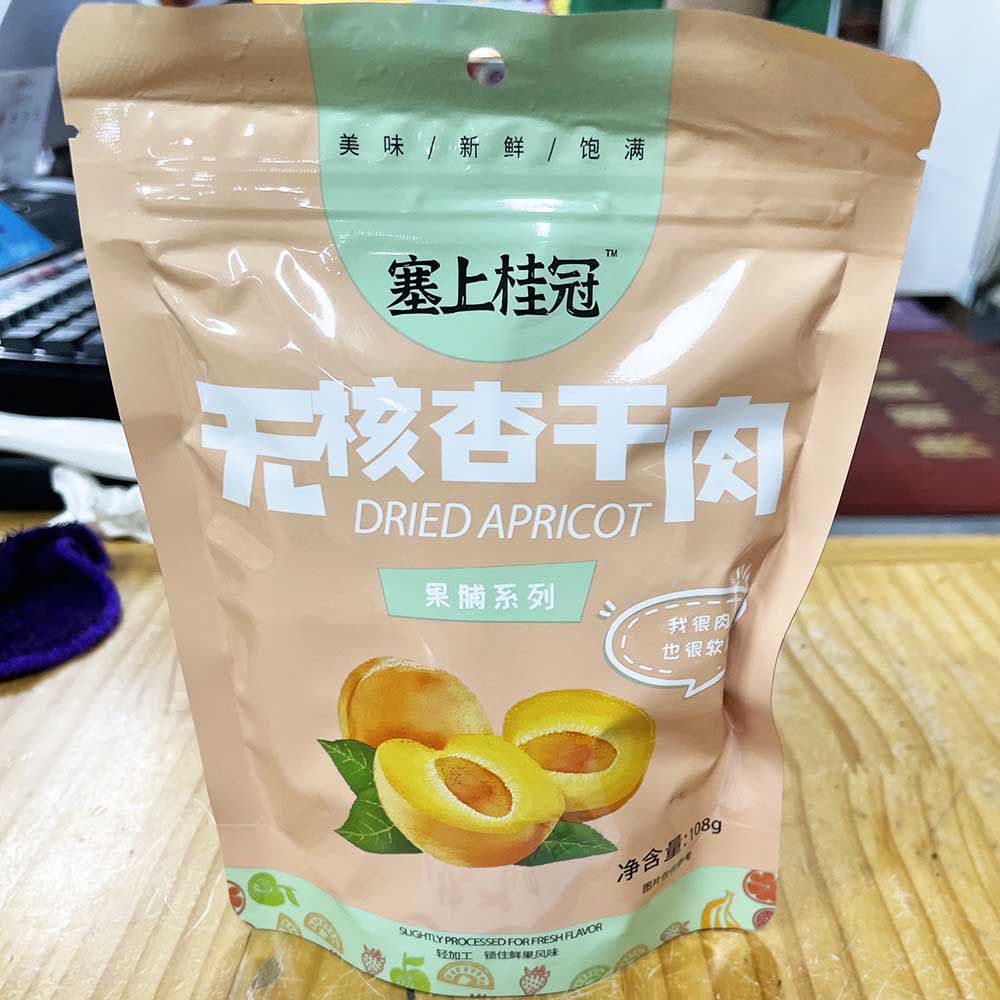 美味/新鲜/饱满
塞上桂冠™
无核杏干肉
DRIED APRICOT
果脯系列
我很肉
也很软
净含量:108g
图片仅供参考
SLIGHTLY PROCESSED FOR FRESH FLAVOR
轻加工 锁住鲜果风味